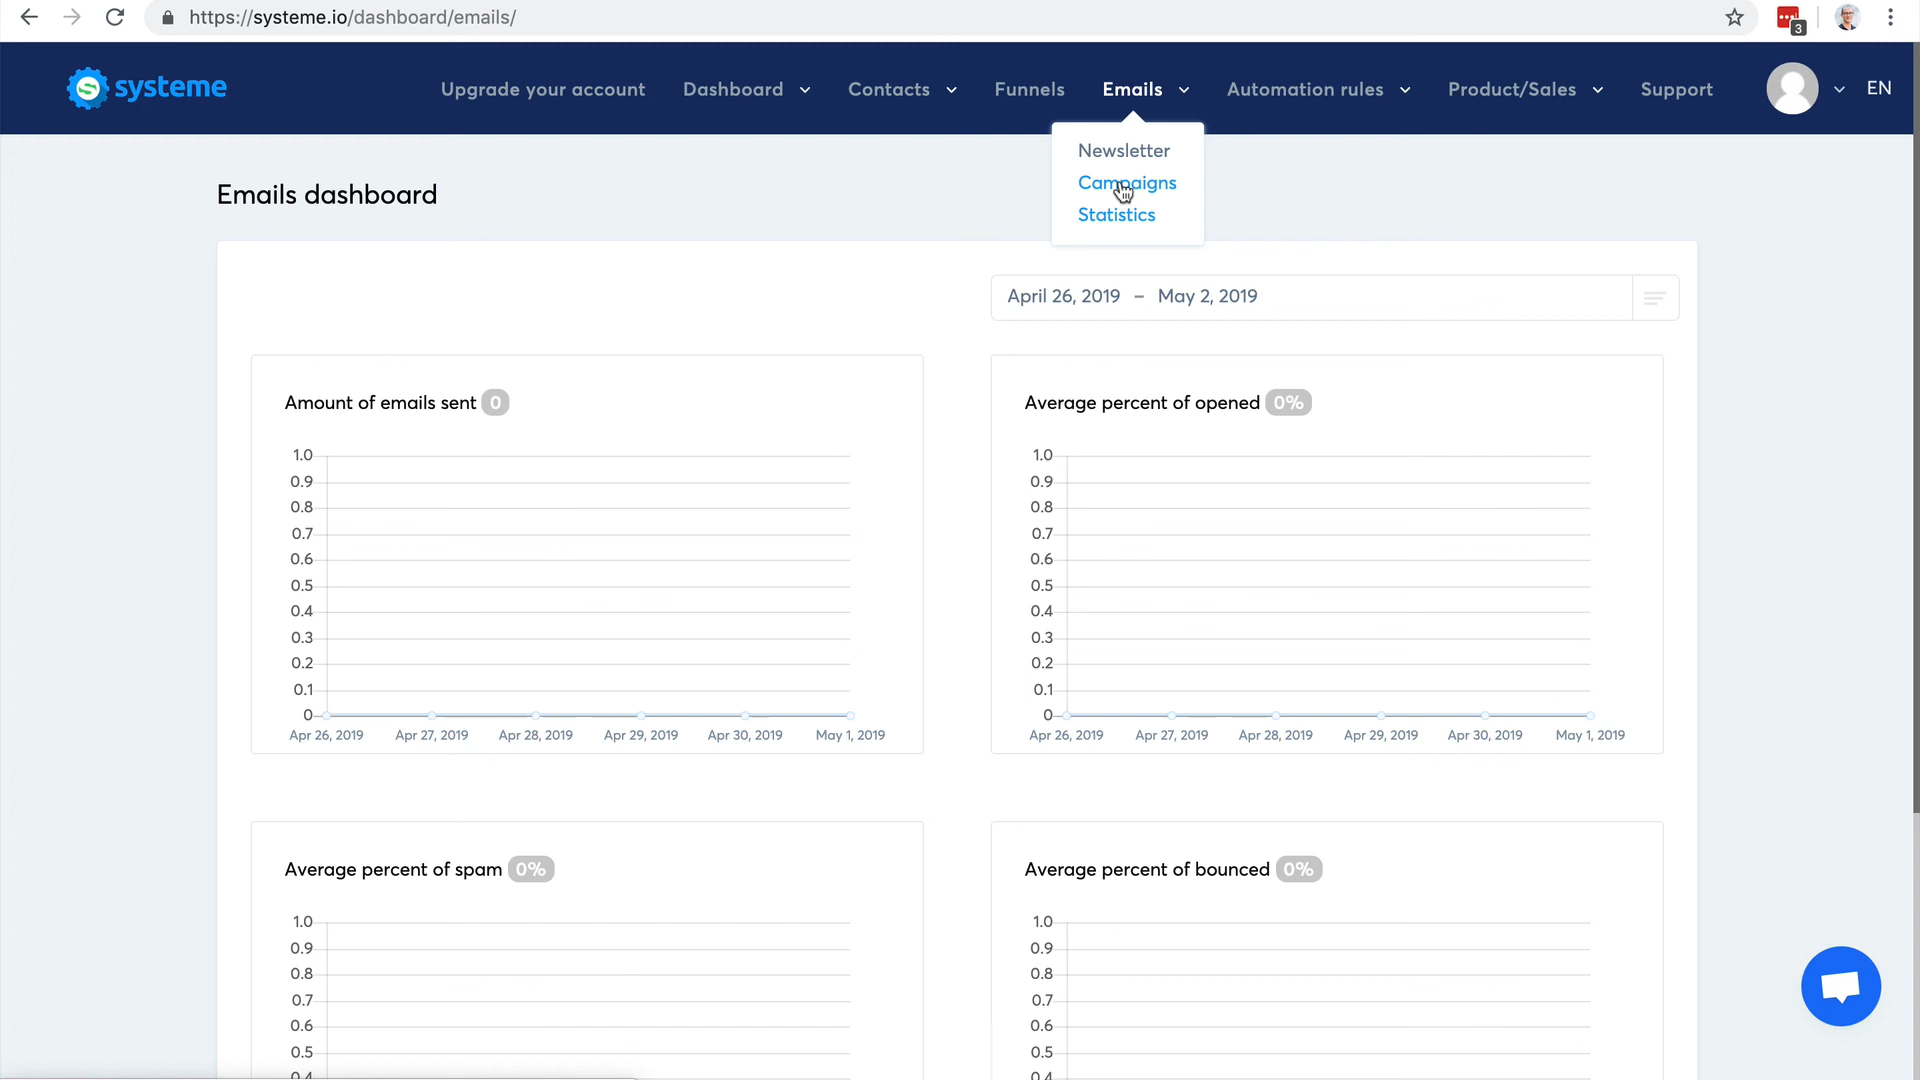 https://systeme.io/dashboard/emails/
3
systeme
Upgrade your account
Dashboard
Contacts
Funnels
Emails
Automation rules
Product/Sales
Support
EN
Newsletter
Campaigns
Statistics
Emails dashboard
April 26, 2019 – May 2, 2019
Amount of emails sent 0
1.0
0.9
0.8
0.7
0.6
0.5
0.4
0.3
0.2
0.1
0
Apr 26, 2019 Apr 27, 2019 Apr 28, 2019 Apr 29, 2019 Apr 30, 2019 May 1, 2019
Average percent of opened 0%
1.0
0.9
0.8
0.7
0.6
0.5
0.4
0.3
0.2
0.1
0
Apr 26, 2019 Apr 27, 2019 Apr 28, 2019 Apr 29, 2019 Apr 30, 2019 May 1, 2019
Average percent of spam 0%
1.0
0.9
0.8
0.7
0.6
0.5
0.4
Average percent of bounced 0%
1.0
0.9
0.8
0.7
0.6
0.5
0.4